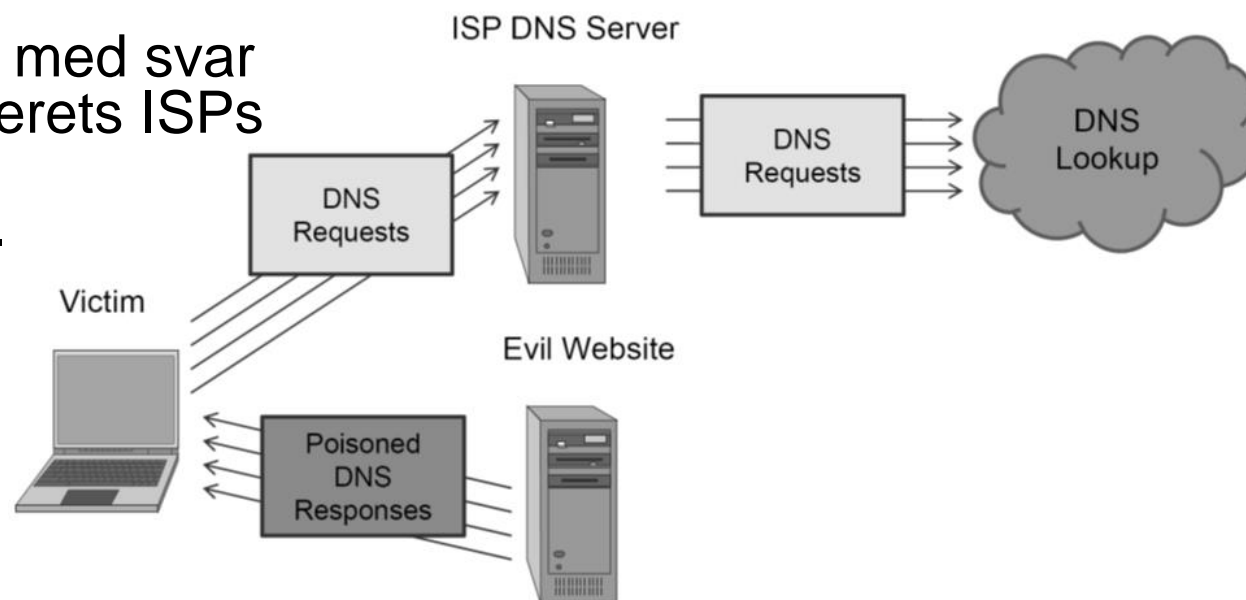 med svar
erets ISPs
.
ISP DNS Server
DNS
Requests
DNS
Requests
DNS
Lookup
Victim
Evil Website
Poisoned
DNS
Responses